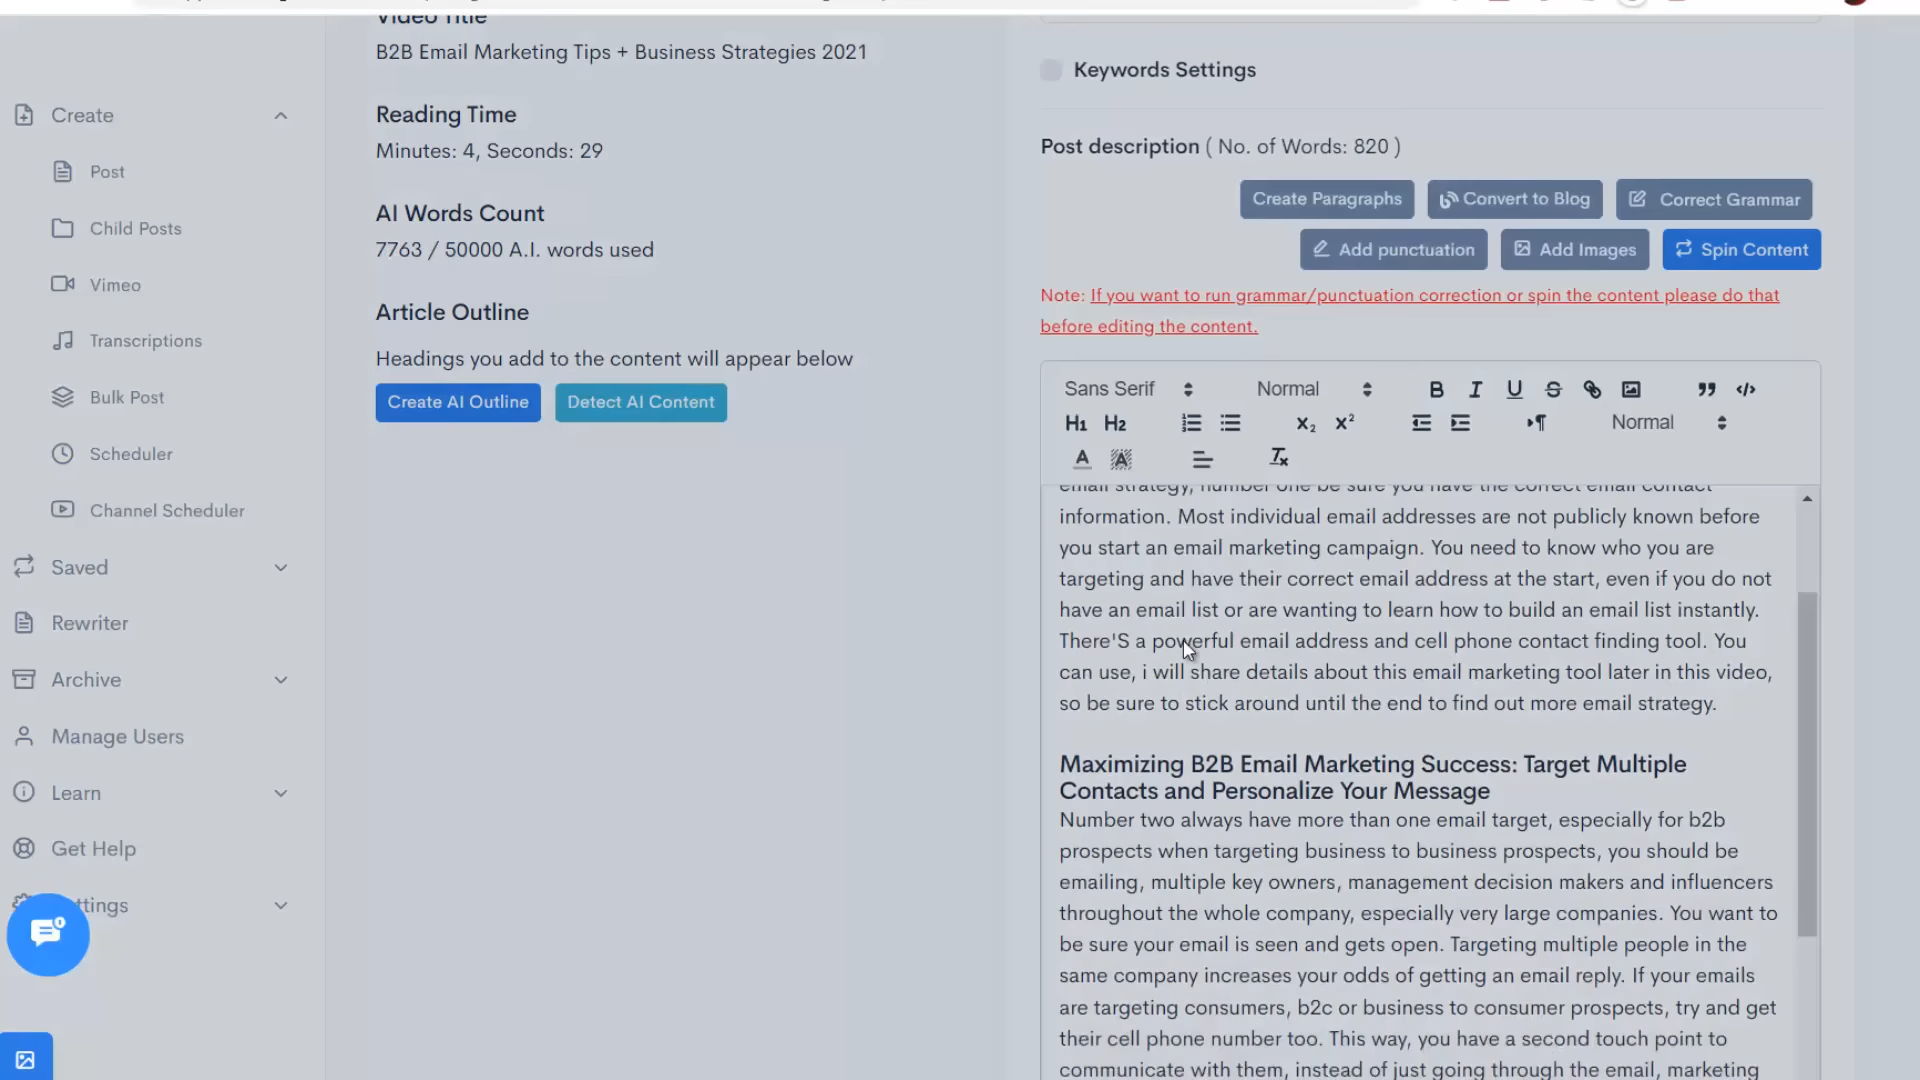 Video Title
B2B Email Marketing Tips + Business Strategies 2021
Reading Time
Minutes: 4, Seconds: 29
AI Words Count
7763 / 50000 A.I. words used
Article Outline
Headings you add to the content will appear below
Create AI Outline
Detect AI Content
Create
Post
Child Posts
Vimeo
Transcriptions
Bulk Post
Scheduler
Channel Scheduler
Saved
Rewriter
Archive
Manage Users
Learn
Get Help
ttings
Keywords Settings
Post description ( No. of Words: 820 )
Create Paragraphs
Convert to Blog
Correct Grammar
Add punctuation
Add Images
Spin Content
Note: If you want to run grammar/punctuation correction or spin the content please do that
before editing the content.
Sans Serif
Normal
H1 H2
Normal
email strategy, number one be sure you have the correct email contact
information. Most individual email addresses are not publicly known before
you start an email marketing campaign. You need to know who you are
targeting and have their correct email address at the start, even if you do not
have an email list or are wanting to learn how to build an email list instantly.
There'S a powerful email address and cell phone contact finding tool. You
can use, i will share details about this email marketing tool later in this video,
so be sure to stick around until the end to find out more email strategy.
Maximizing B2B Email Marketing Success: Target Multiple
Contacts and Personalize Your Message
Number two always have more than one email target, especially for b2b
prospects when targeting business to business prospects, you should be
emailing, multiple key owners, management decision makers and influencers
throughout the whole company, especially very large companies. You want to
be sure your email is seen and gets open. Targeting multiple people in the
same company increases your odds of getting an email reply. If your emails
are targeting consumers, b2c or business to consumer prospects, try and get
their cell phone number too. This way, you have a second touch point to
communicate with them, instead of just going through the email, marketing